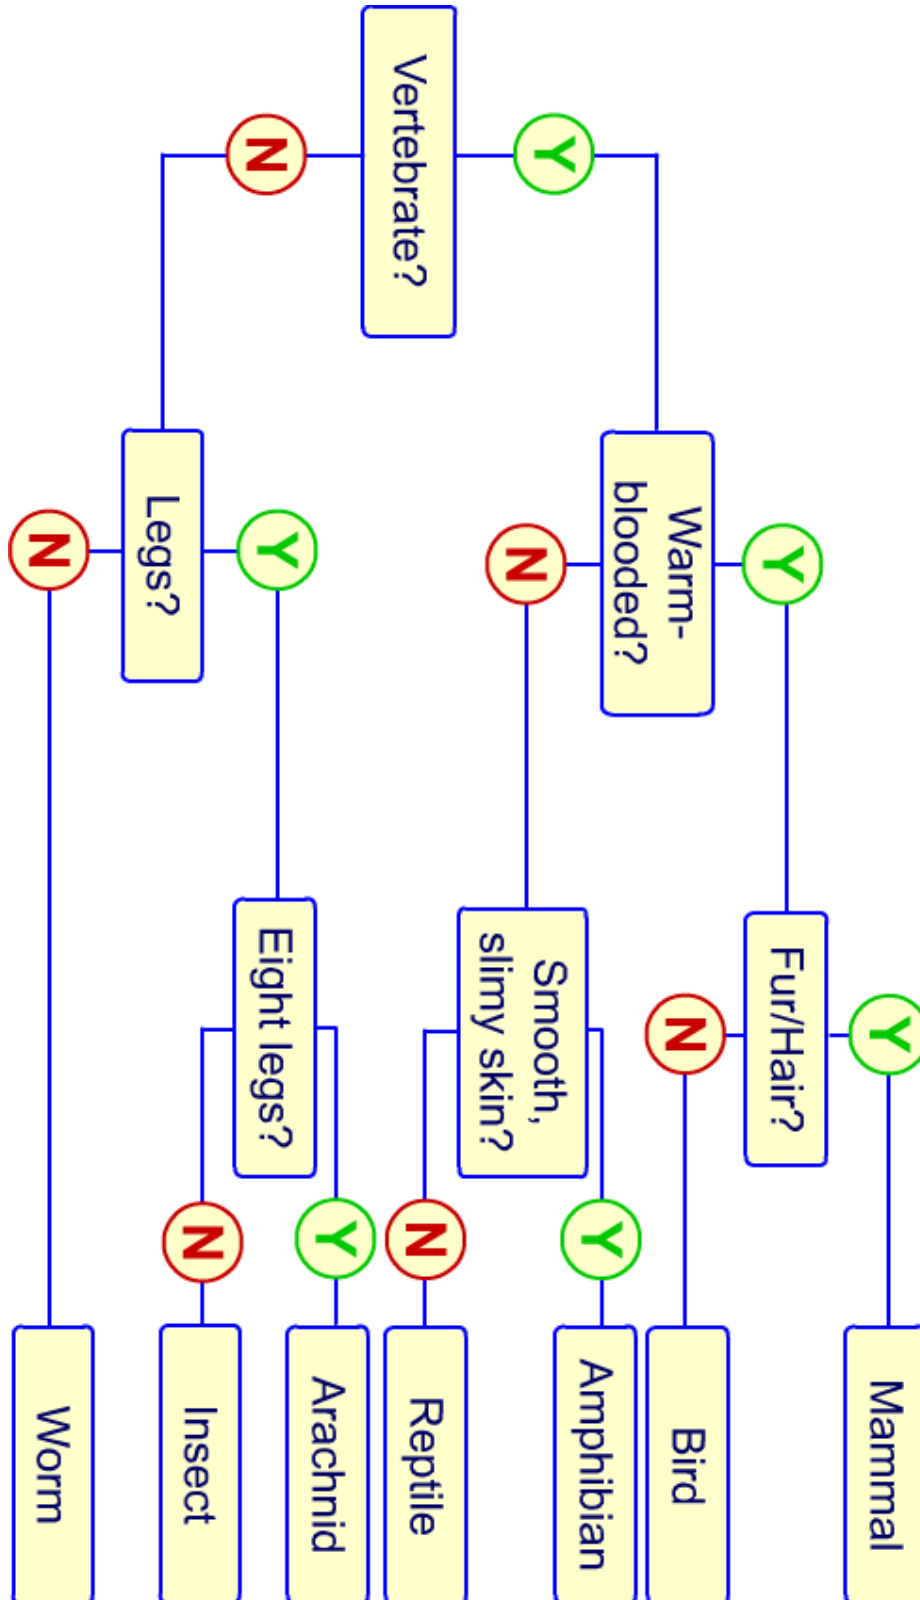 Y
Mammal
Y
Fur/Hair?
Warm-
blooded?
N
Bird
Y
Amphibian
Y
N
Smooth,
slimy skin?
Vertebrate?
N
Reptile
Y
Arachnid
N
Y
Eight legs?
N
Insect
Legs?
N
Worm